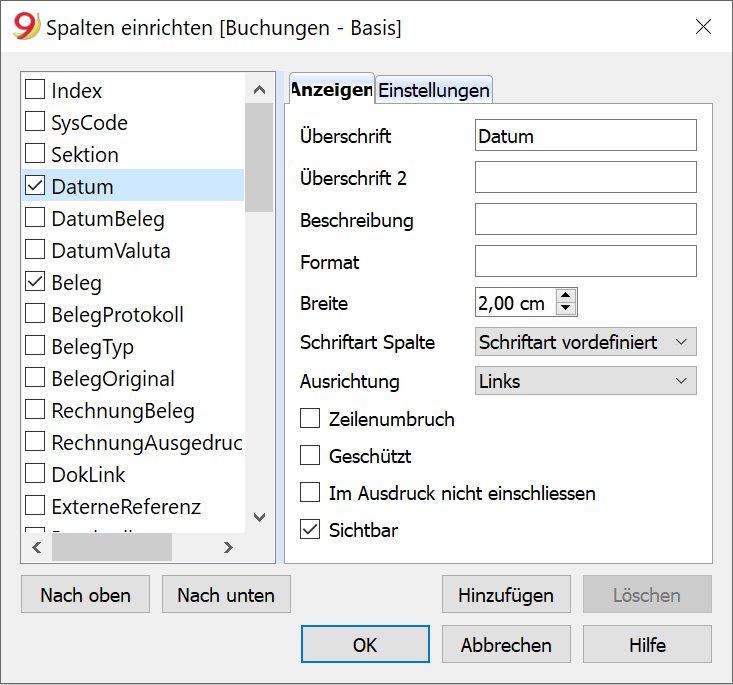 Spalten einrichten [Buchungen - Basis]
Index
SysCode
Sektion
Datum
DatumBeleg
DatumValuta
Beleg
BelegProtokoll
BelegTyp
BelegOriginal
RechnungBeleg
RechnungAusgedruc
DokLink
ExterneReferenz
Anzeigen
Einstellungen
Überschrift
Datum
Überschrift 2
Beschreibung
Format
Breite
2,00 cm
Schriftart Spalte
Schriftart vordefiniert
Ausrichtung
Links
Zeilenumbruch
Geschützt
Im Ausdruck nicht einschliessen
Sichtbar
Nach oben
Nach unten
Hinzufügen
Löschen
OK
Abbrechen
Hilfe